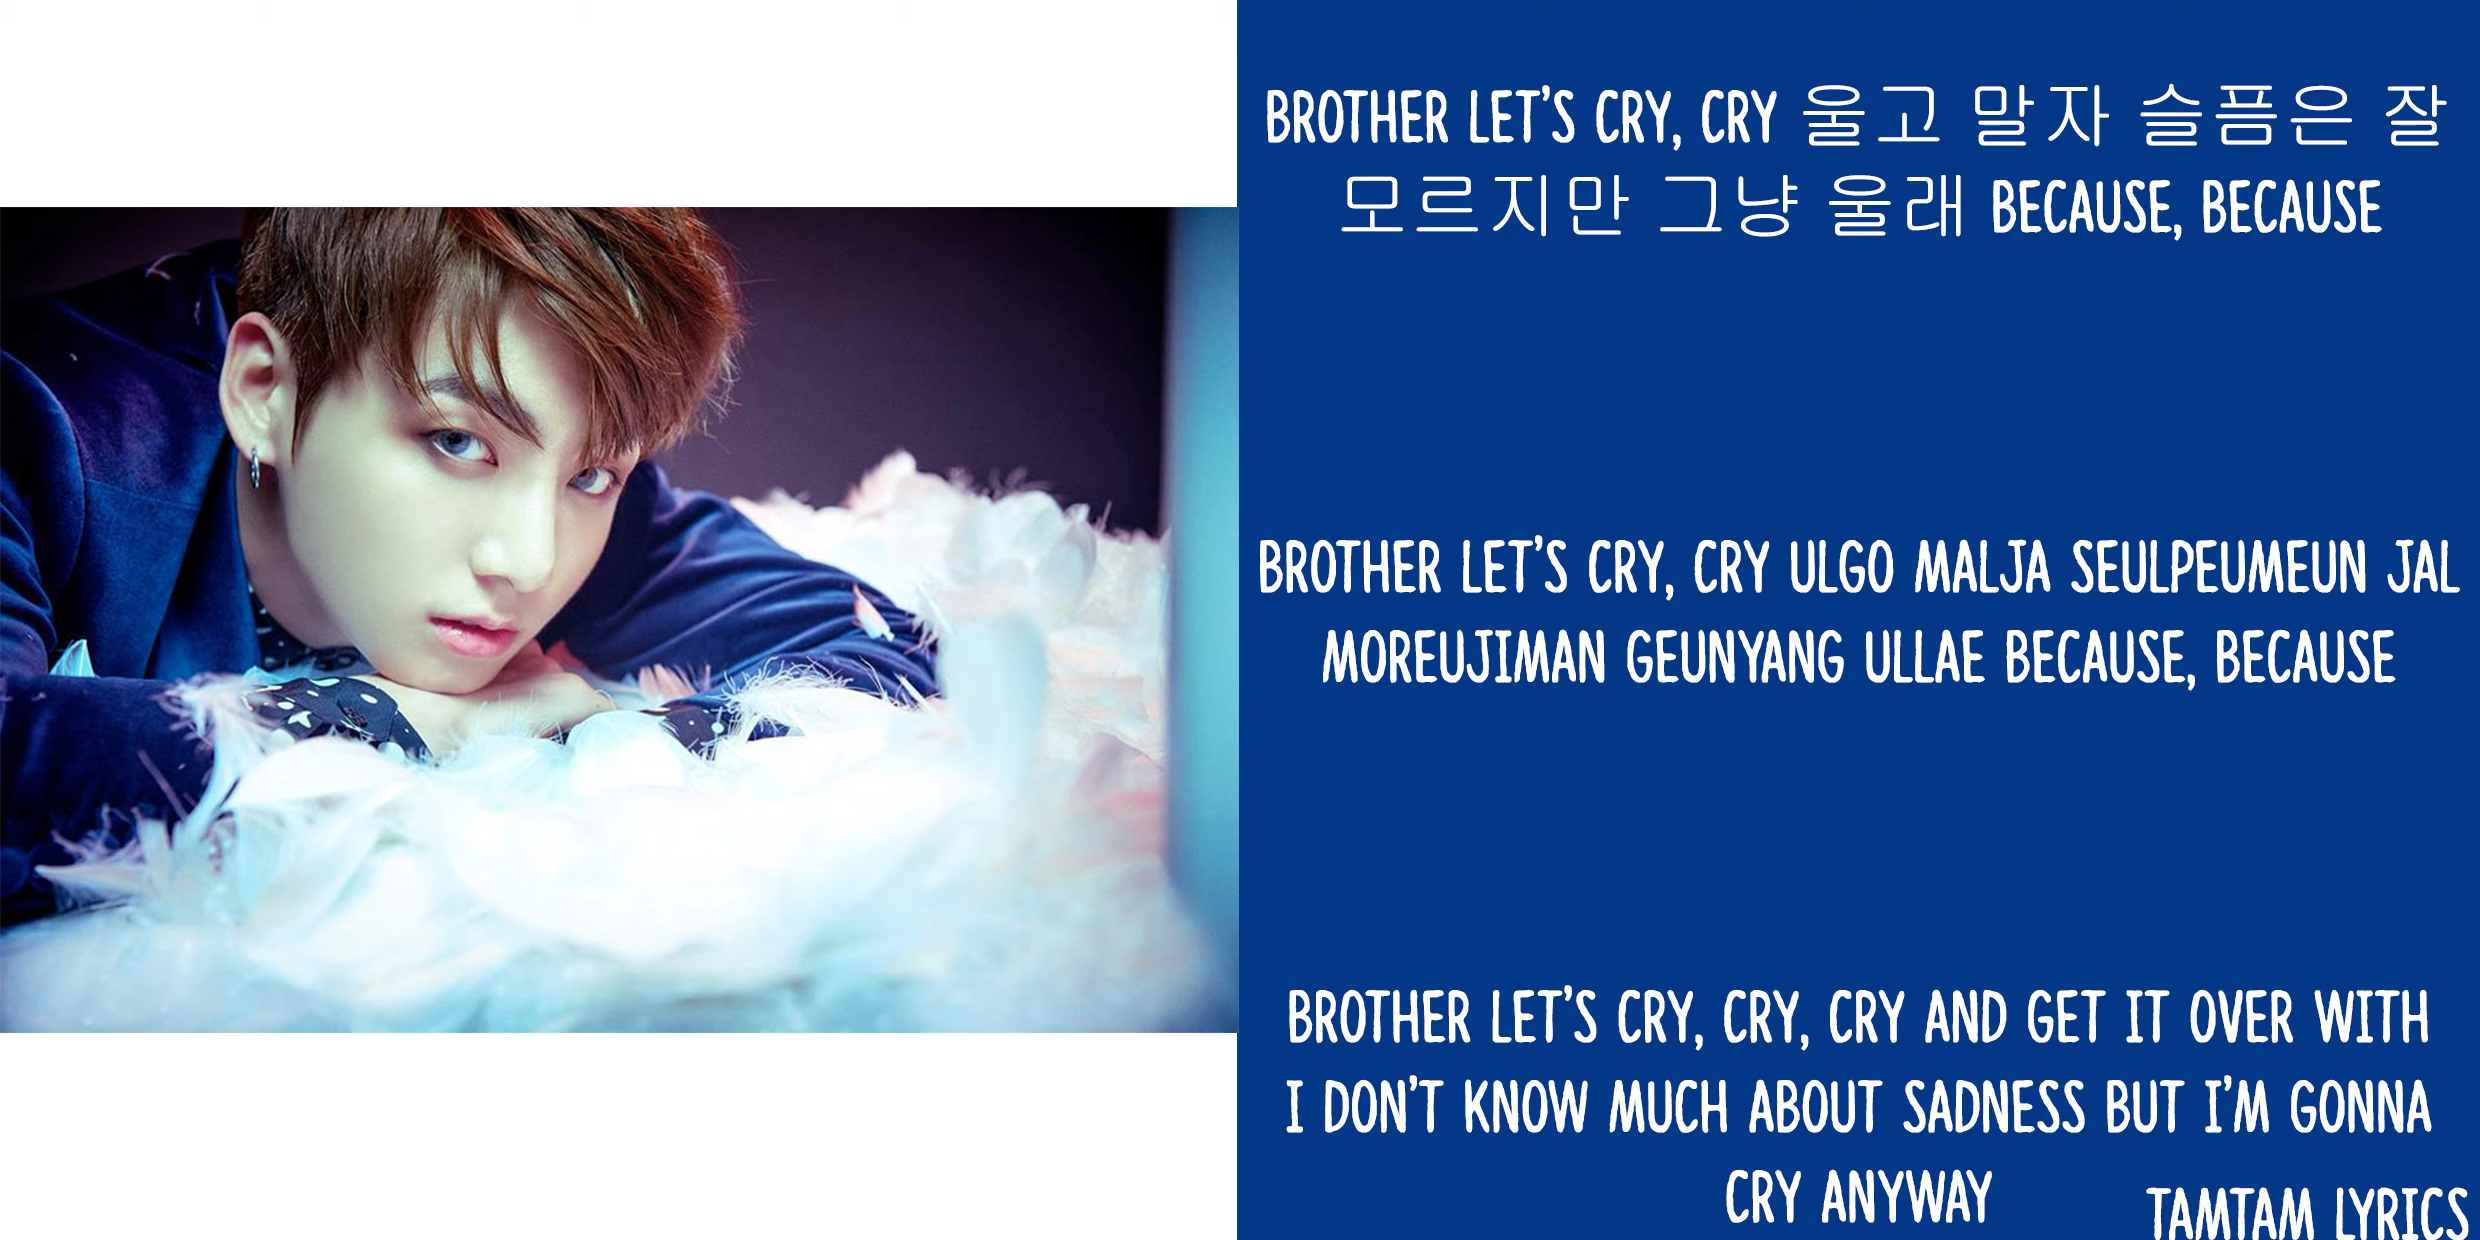 BROTHER LET'S CRY, CRY 울고 말자 슬픔은 잘
모르지만 그냥 울래 BECAUSE, BECAUSE
BROTHER LET'S CRY, CRY ULGO MALJA SEULPEUMEUN JAL
MOREUJIMAN GEUNYANG ULLAE BECAUSE, BECAUSE
BROTHER LET'S CRY, CRY, CRY AND GET IT OVER WITH
I DON'T KNOW MUCH ABOUT SADNESS BUT I'M GONNA
CRY ANYWAY
TAMTAM LYRICS